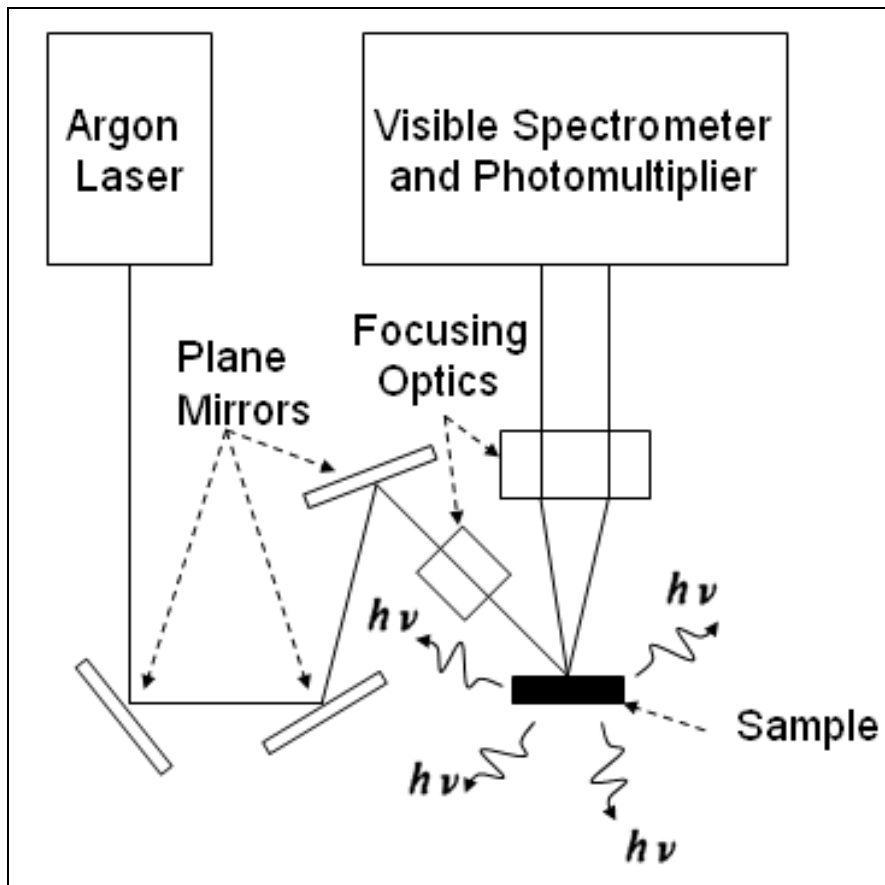 Argon
Laser
Visible Spectrometer
and Photomultiplier
Plane
Mirrors
Focusing
Optics
hν
hν
Sample
hν
hν